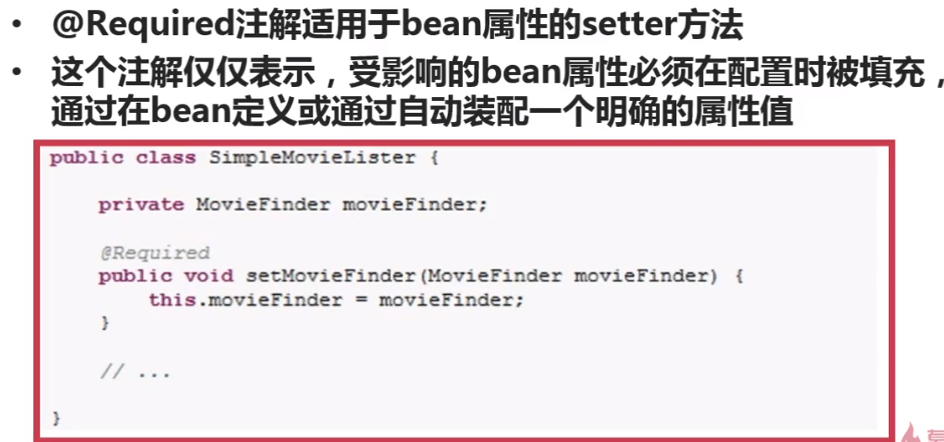 • @Required注解适用于bean属性的setter方法
• 这个注解仅仅表示，受影响的bean属性必须在配置时被填充，
通过在bean定义或通过自动装配一个明确的属性值
public class SimpleMovieLister {
private MovieFinder movieFinder;
@Required
public void setMovieFinder(MovieFinder movieFinder) {
this.movieFinder = movieFinder;
}
// ...
}